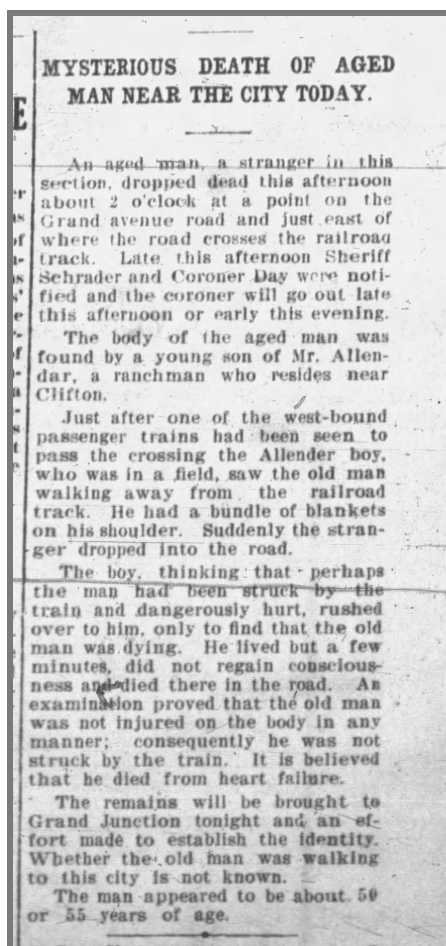 MYSTERIOUS DEATH OF AGED
MAN NEAR THE CITY TODAY.
An aged man, a stranger in this
section, dropped dead this afternoon
about 2 o'clock at a point on the
Grand avenue road and just east of
where the road crosses the railroad
track. Late this afternoon Sheriff
Schrader and Coroner Day were noti-
fied and the coroner will go out late
this afternoon or early this evening.
The body of the aged man was
found by a young son of Mr. Allen-
dar, a ranchman who resides near
Clifton.
Just after one of the west-bound
passenger trains had been seen to
pass the crossing the Allender boy,
who was in a field, saw the old man
walking away from the railroad
track. He had a bundle of blankets
on his shoulder. Suddenly the stran-
ger dropped into the road.
The boy, thinking that perhaps
the man had been struck by the
train and dangerously hurt, rushed
over to him, only to find that the old
man was dying. He lived but a few
minutes, did not regain conscious-
ness and died there in the road. An
examination proved that the old man
was not injured on the body in any
manner; consequently he was not
struck by the train. It is believed
that he died from heart failure.
The remains will be brought to
Grand Junction tonight and an ef-
fort made to establish the identity.
Whether the old man was walking
to this city is not known.
The man appeared to be about 50
or 55 years of age.